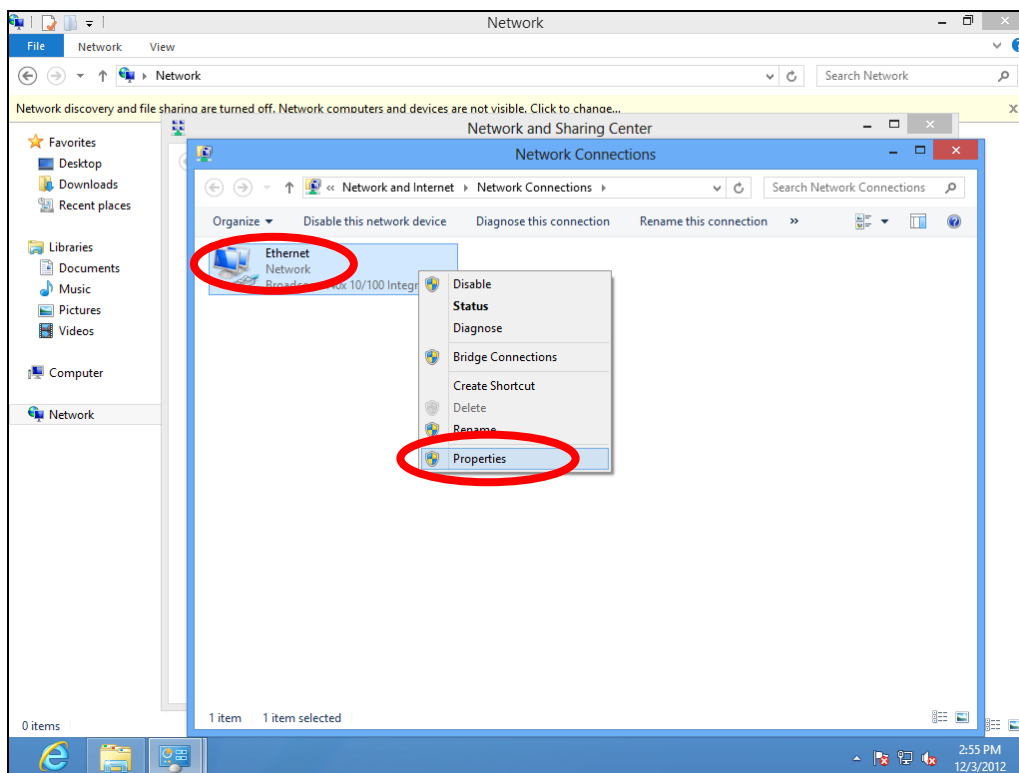 Network
File Network View
Network
Search Network
Network discovery and file sharing are turned off. Network computers and devices are not visible. Click to change...
Favorites
Desktop
Downloads
Recent places
Libraries
Documents
Music
Pictures
Videos
Computer
Network
0 items
Network and Sharing Center
Network Connections
« Network and Internet Network Connections
Search Network Connections
Organize Disable this network device Diagnose this connection Rename this connection »
Ethernet
Network
10/100 Integr
Disable
Status
Diagnose
Bridge Connections
Create Shortcut
Delete
Rename
Properties
1 item 1 item selected
2:55 PM
12/3/2012